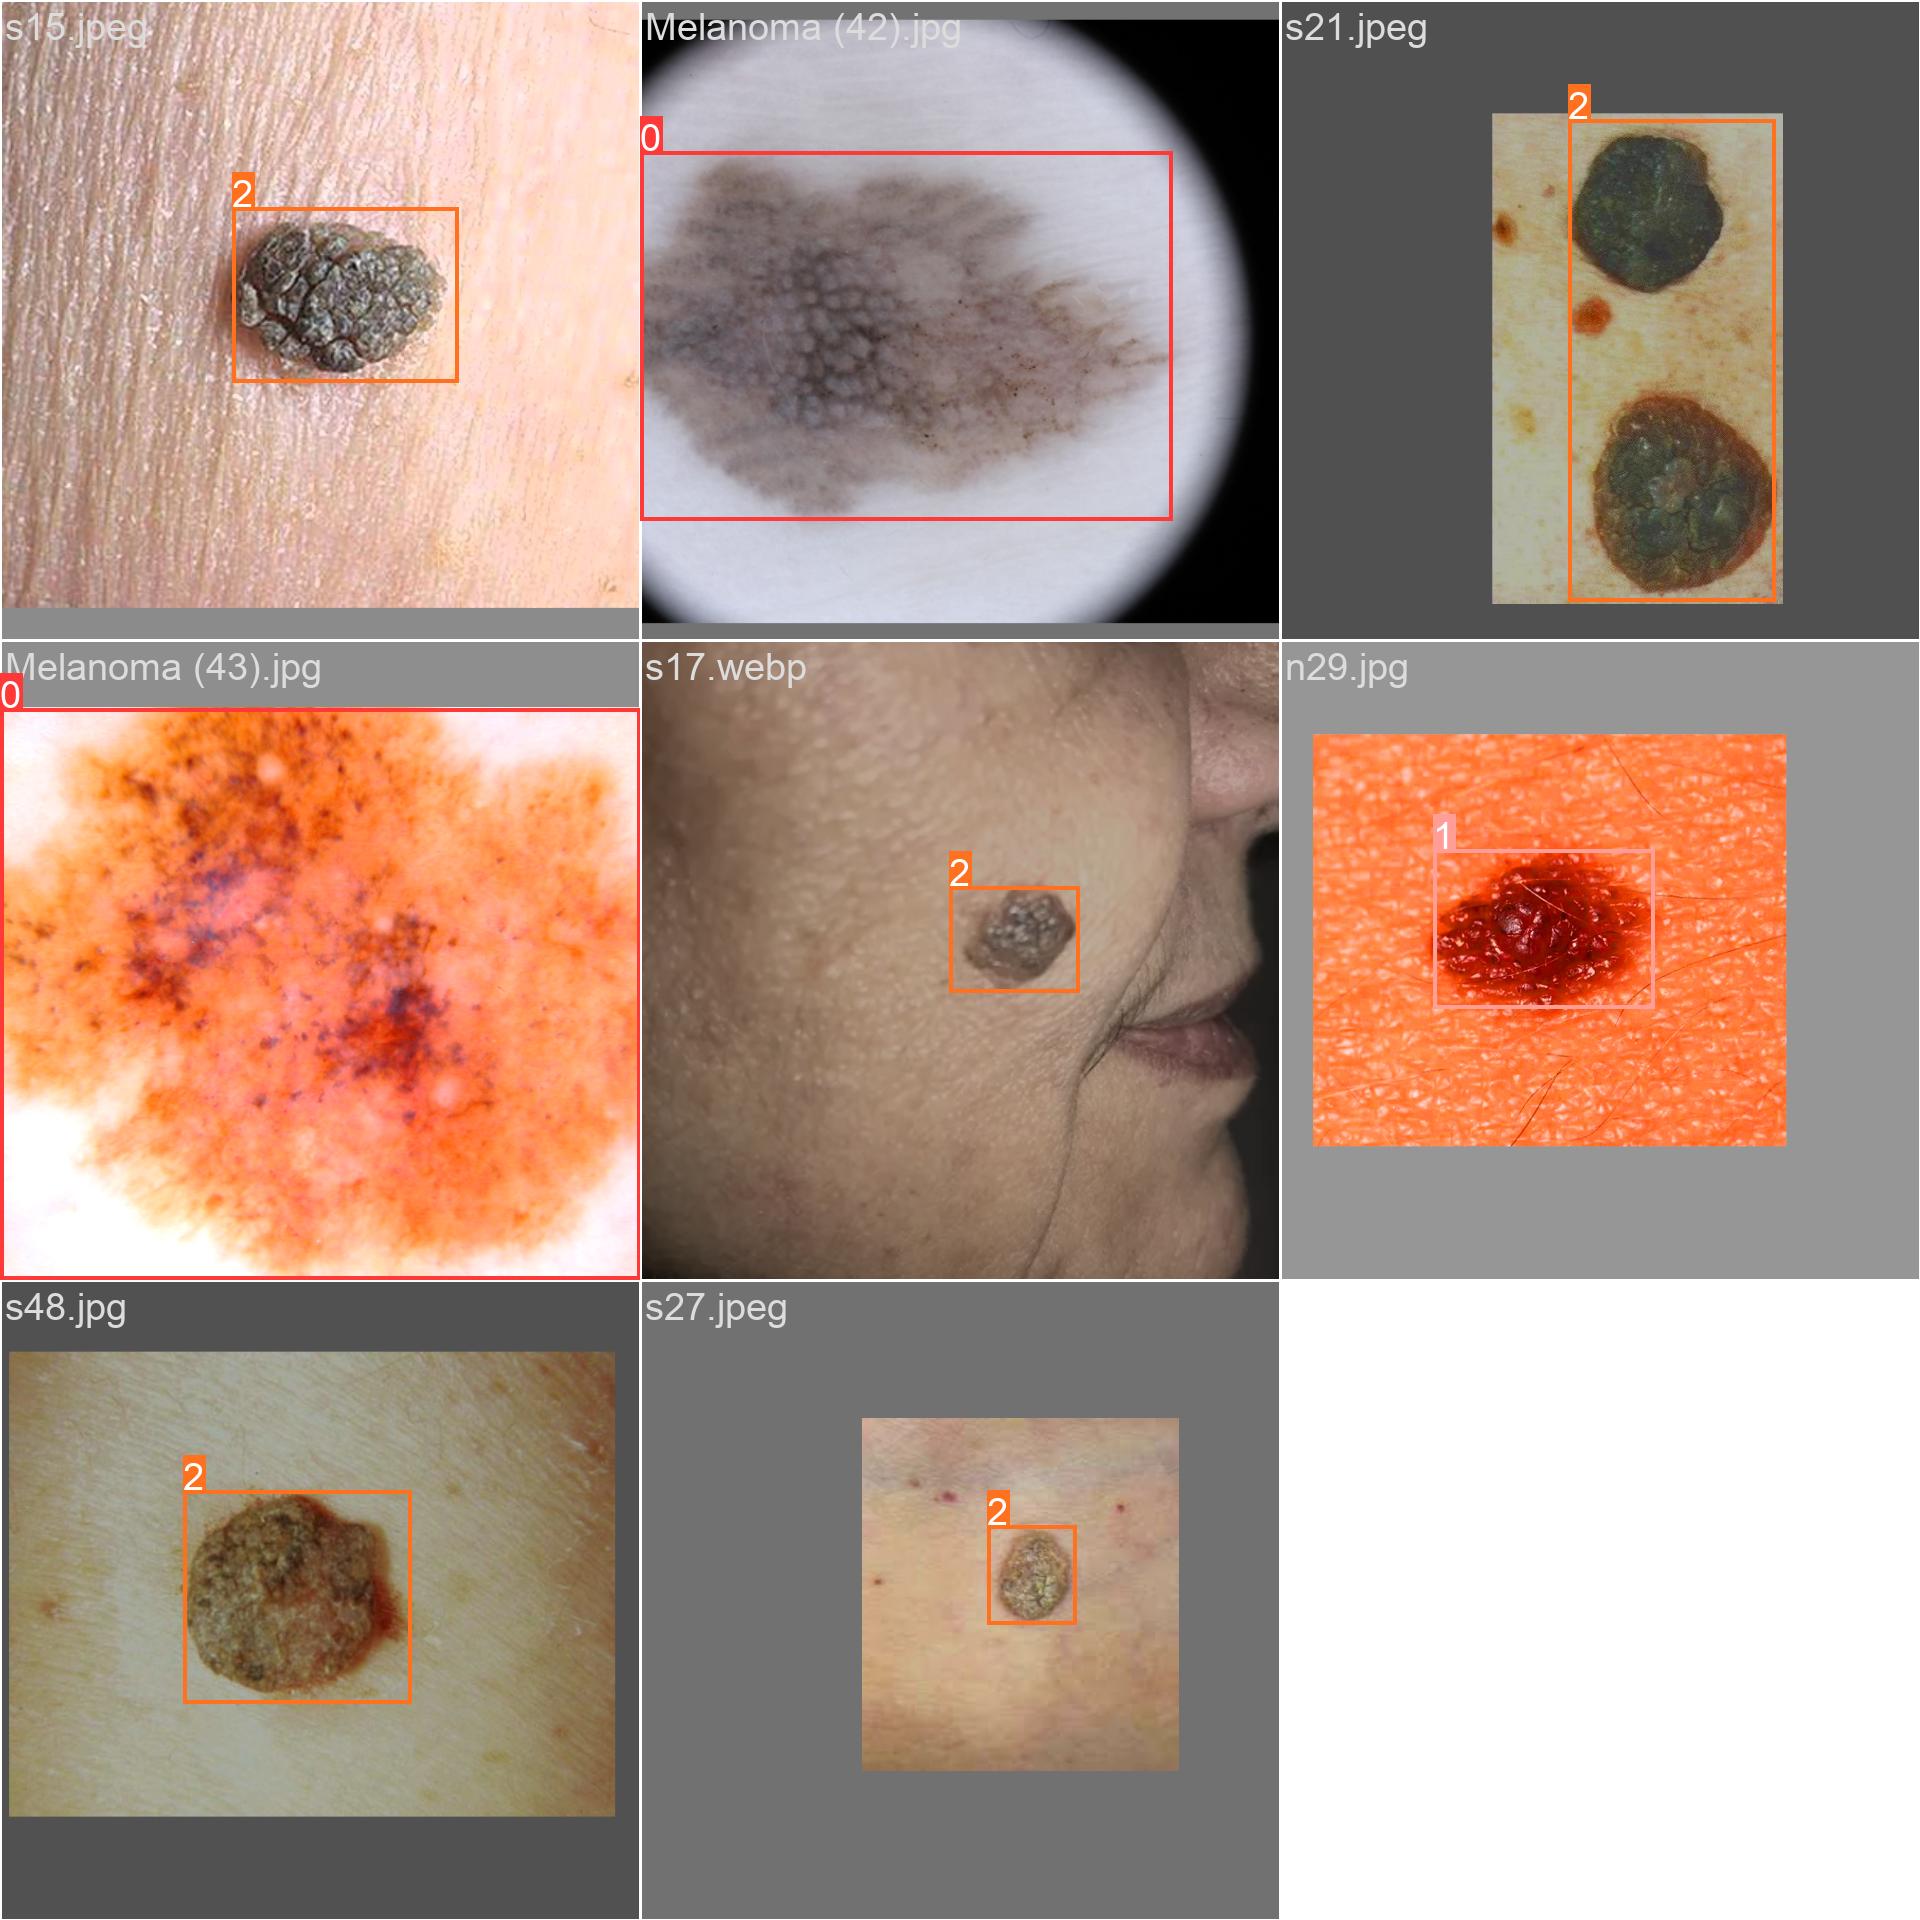 s15.jpeg
2
Melanoma (42).jpg
0
s21.jpeg
2
Melanoma (43).jpg
0
s17.webp
2
n29.jpg
1
s48.jpg
2
s27.jpeg
2